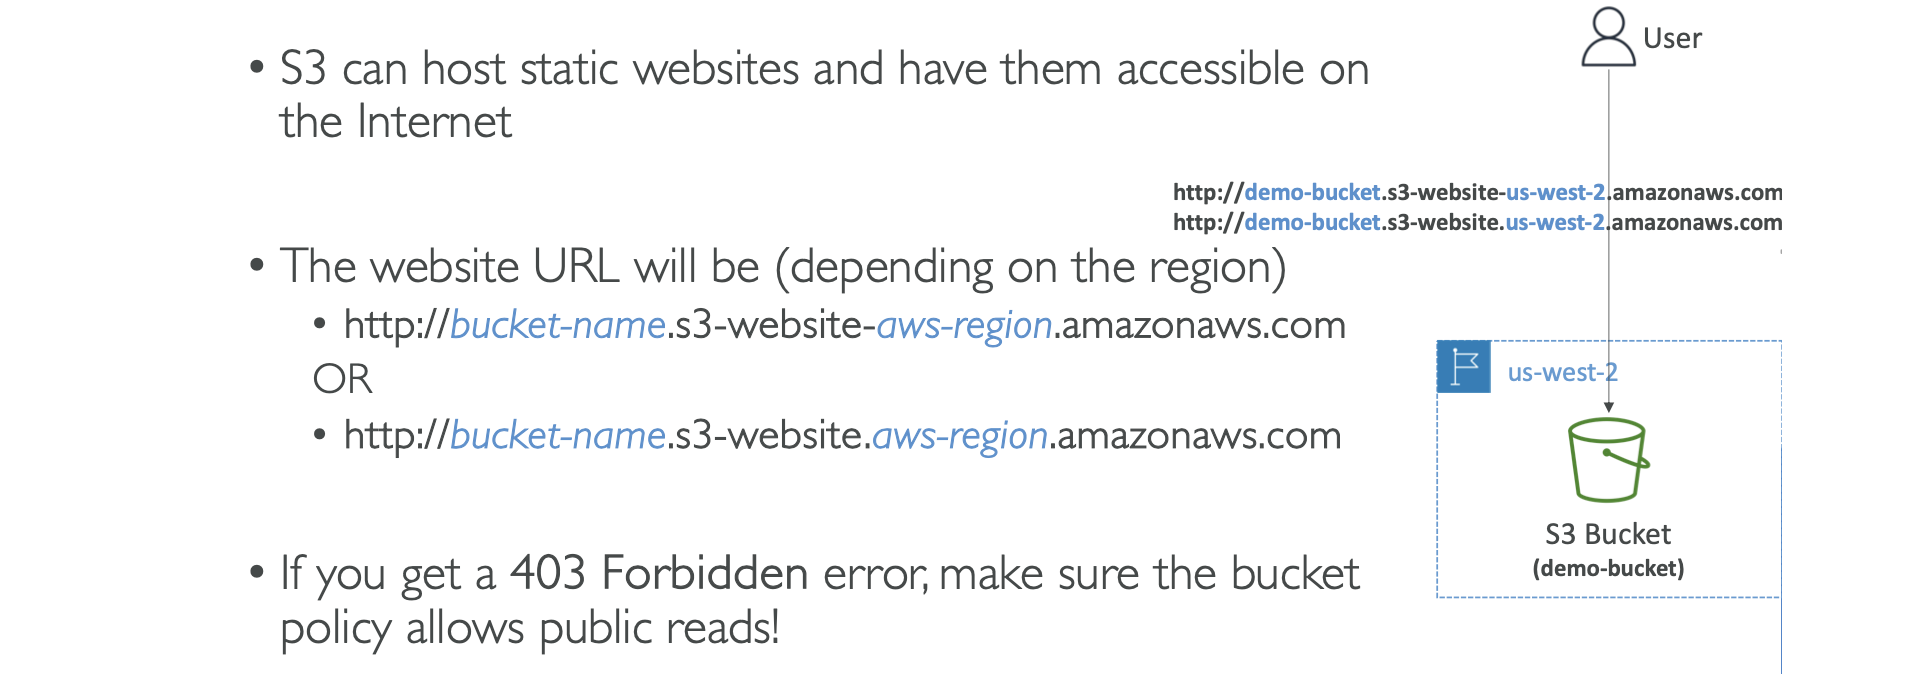 • S3 can host static websites and have them accessible on
the Internet
• The website URL will be (depending on the region)
• http://bucket-name.s3-website-aws-region.amazonaws.com
OR
• http://bucket-name.s3-website.aws-region.amazonaws.com
• If you get a 403 Forbidden error, make sure the bucket
policy allows public reads!
User
http://demo-bucket.s3-website-us-west-2.amazonaws.com
http://demo-bucket.s3-website.us-west-2.amazonaws.com
us-west-2
S3 Bucket
(demo-bucket)